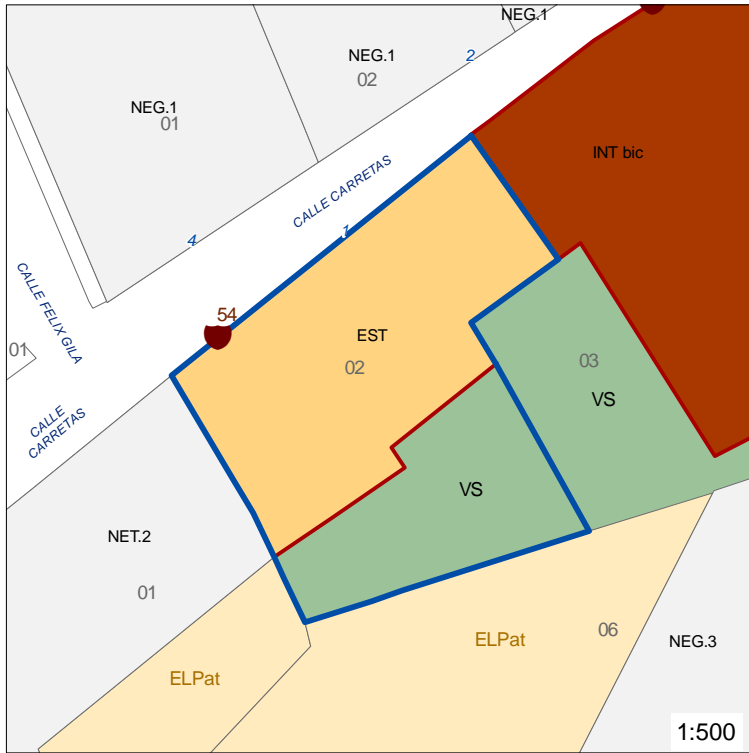 NEG.1
NEG.1
02
2
NEG.1
01
INT bic
CALLE CARRETAS
4
1
CALLE FELIX GILA
54
EST
02
01
03
VS
CALLE
CARRETAS
VS
NET.2
01
06
ELPat
NEG.3
ELPat
1:500